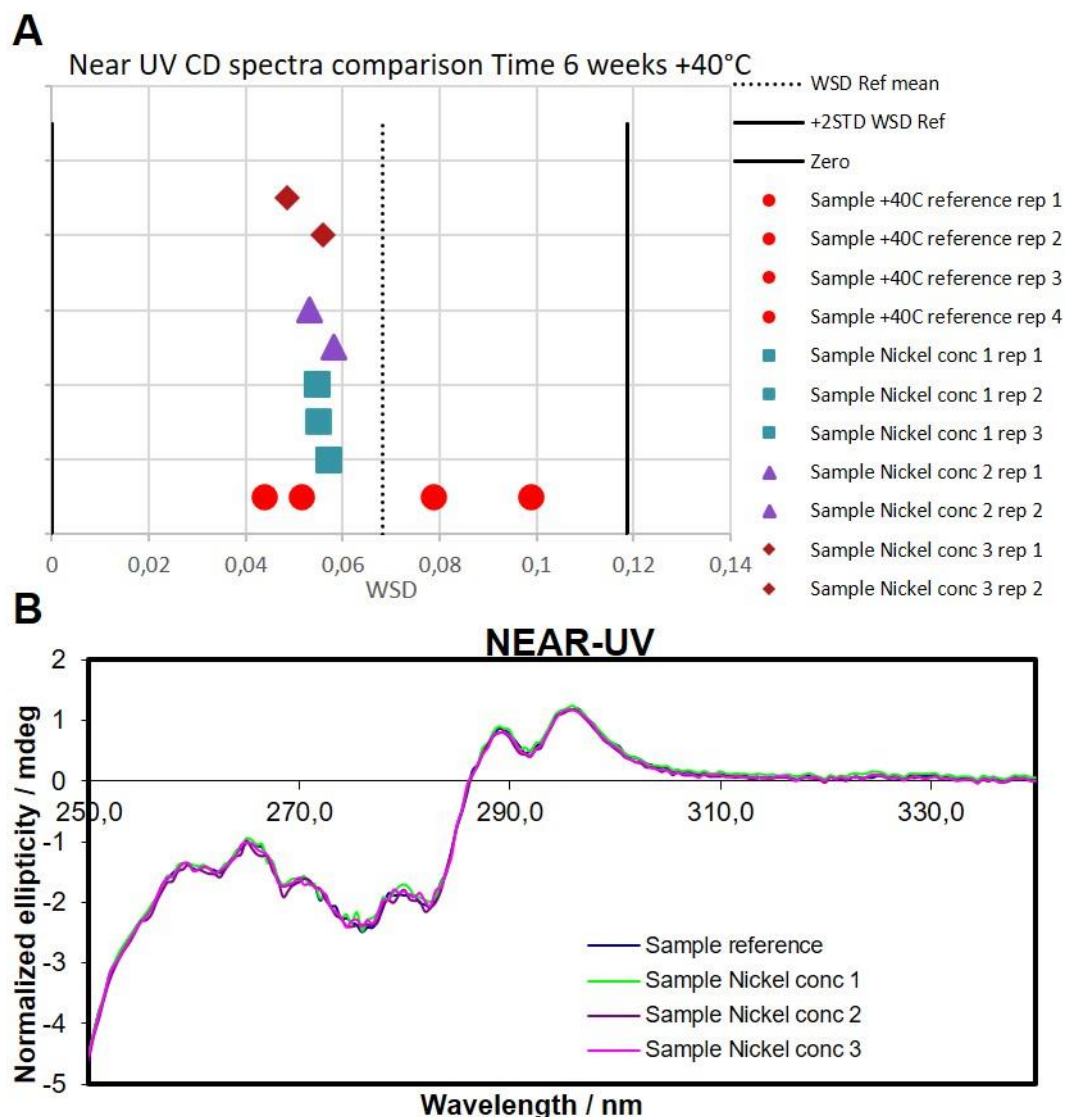 A
Near UV CD spectra comparison Time 6 weeks +40°C
WSD Ref mean
+2STD WSD Ref
Zero
Sample +40C reference rep 1
Sample +40C reference rep 2
Sample +40C reference rep 3
Sample +40C reference rep 4
Sample Nickel conc 1 rep 1
Sample Nickel conc 1 rep 2
Sample Nickel conc 1 rep 3
Sample Nickel conc 2 rep 1
Sample Nickel conc 2 rep 2
Sample Nickel conc 3 rep 1
Sample Nickel conc 3 rep 2
0 0,02 0,04 0,06 0,08 0,1 0,12 0,14
WSD
B
NEAR-UV
Normalized ellipticity / mdeg
2
1
0
250,0 270,0 290,0 310,0 330,0
-1
-2
-3
-4
-5
Sample reference
Sample Nickel conc 1
Sample Nickel conc 2
Sample Nickel conc 3
Wavelength / nm